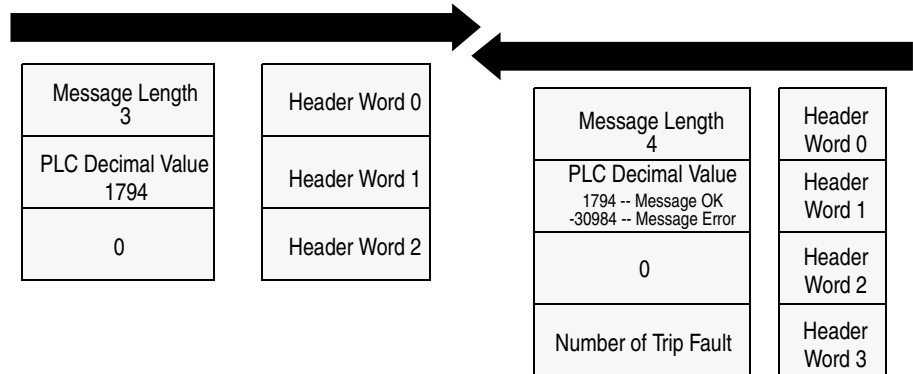 Message Length
3
Header Word 0
PLC Decimal Value
1794
Header Word 1
0
Header Word 2
Message Length
4
Header
Word 0
PLC Decimal Value
1794 -- Message OK
-30984 -- Message Error
Header
Word 1
0
Header
Word 2
Number of Trip Fault
Header
Word 3